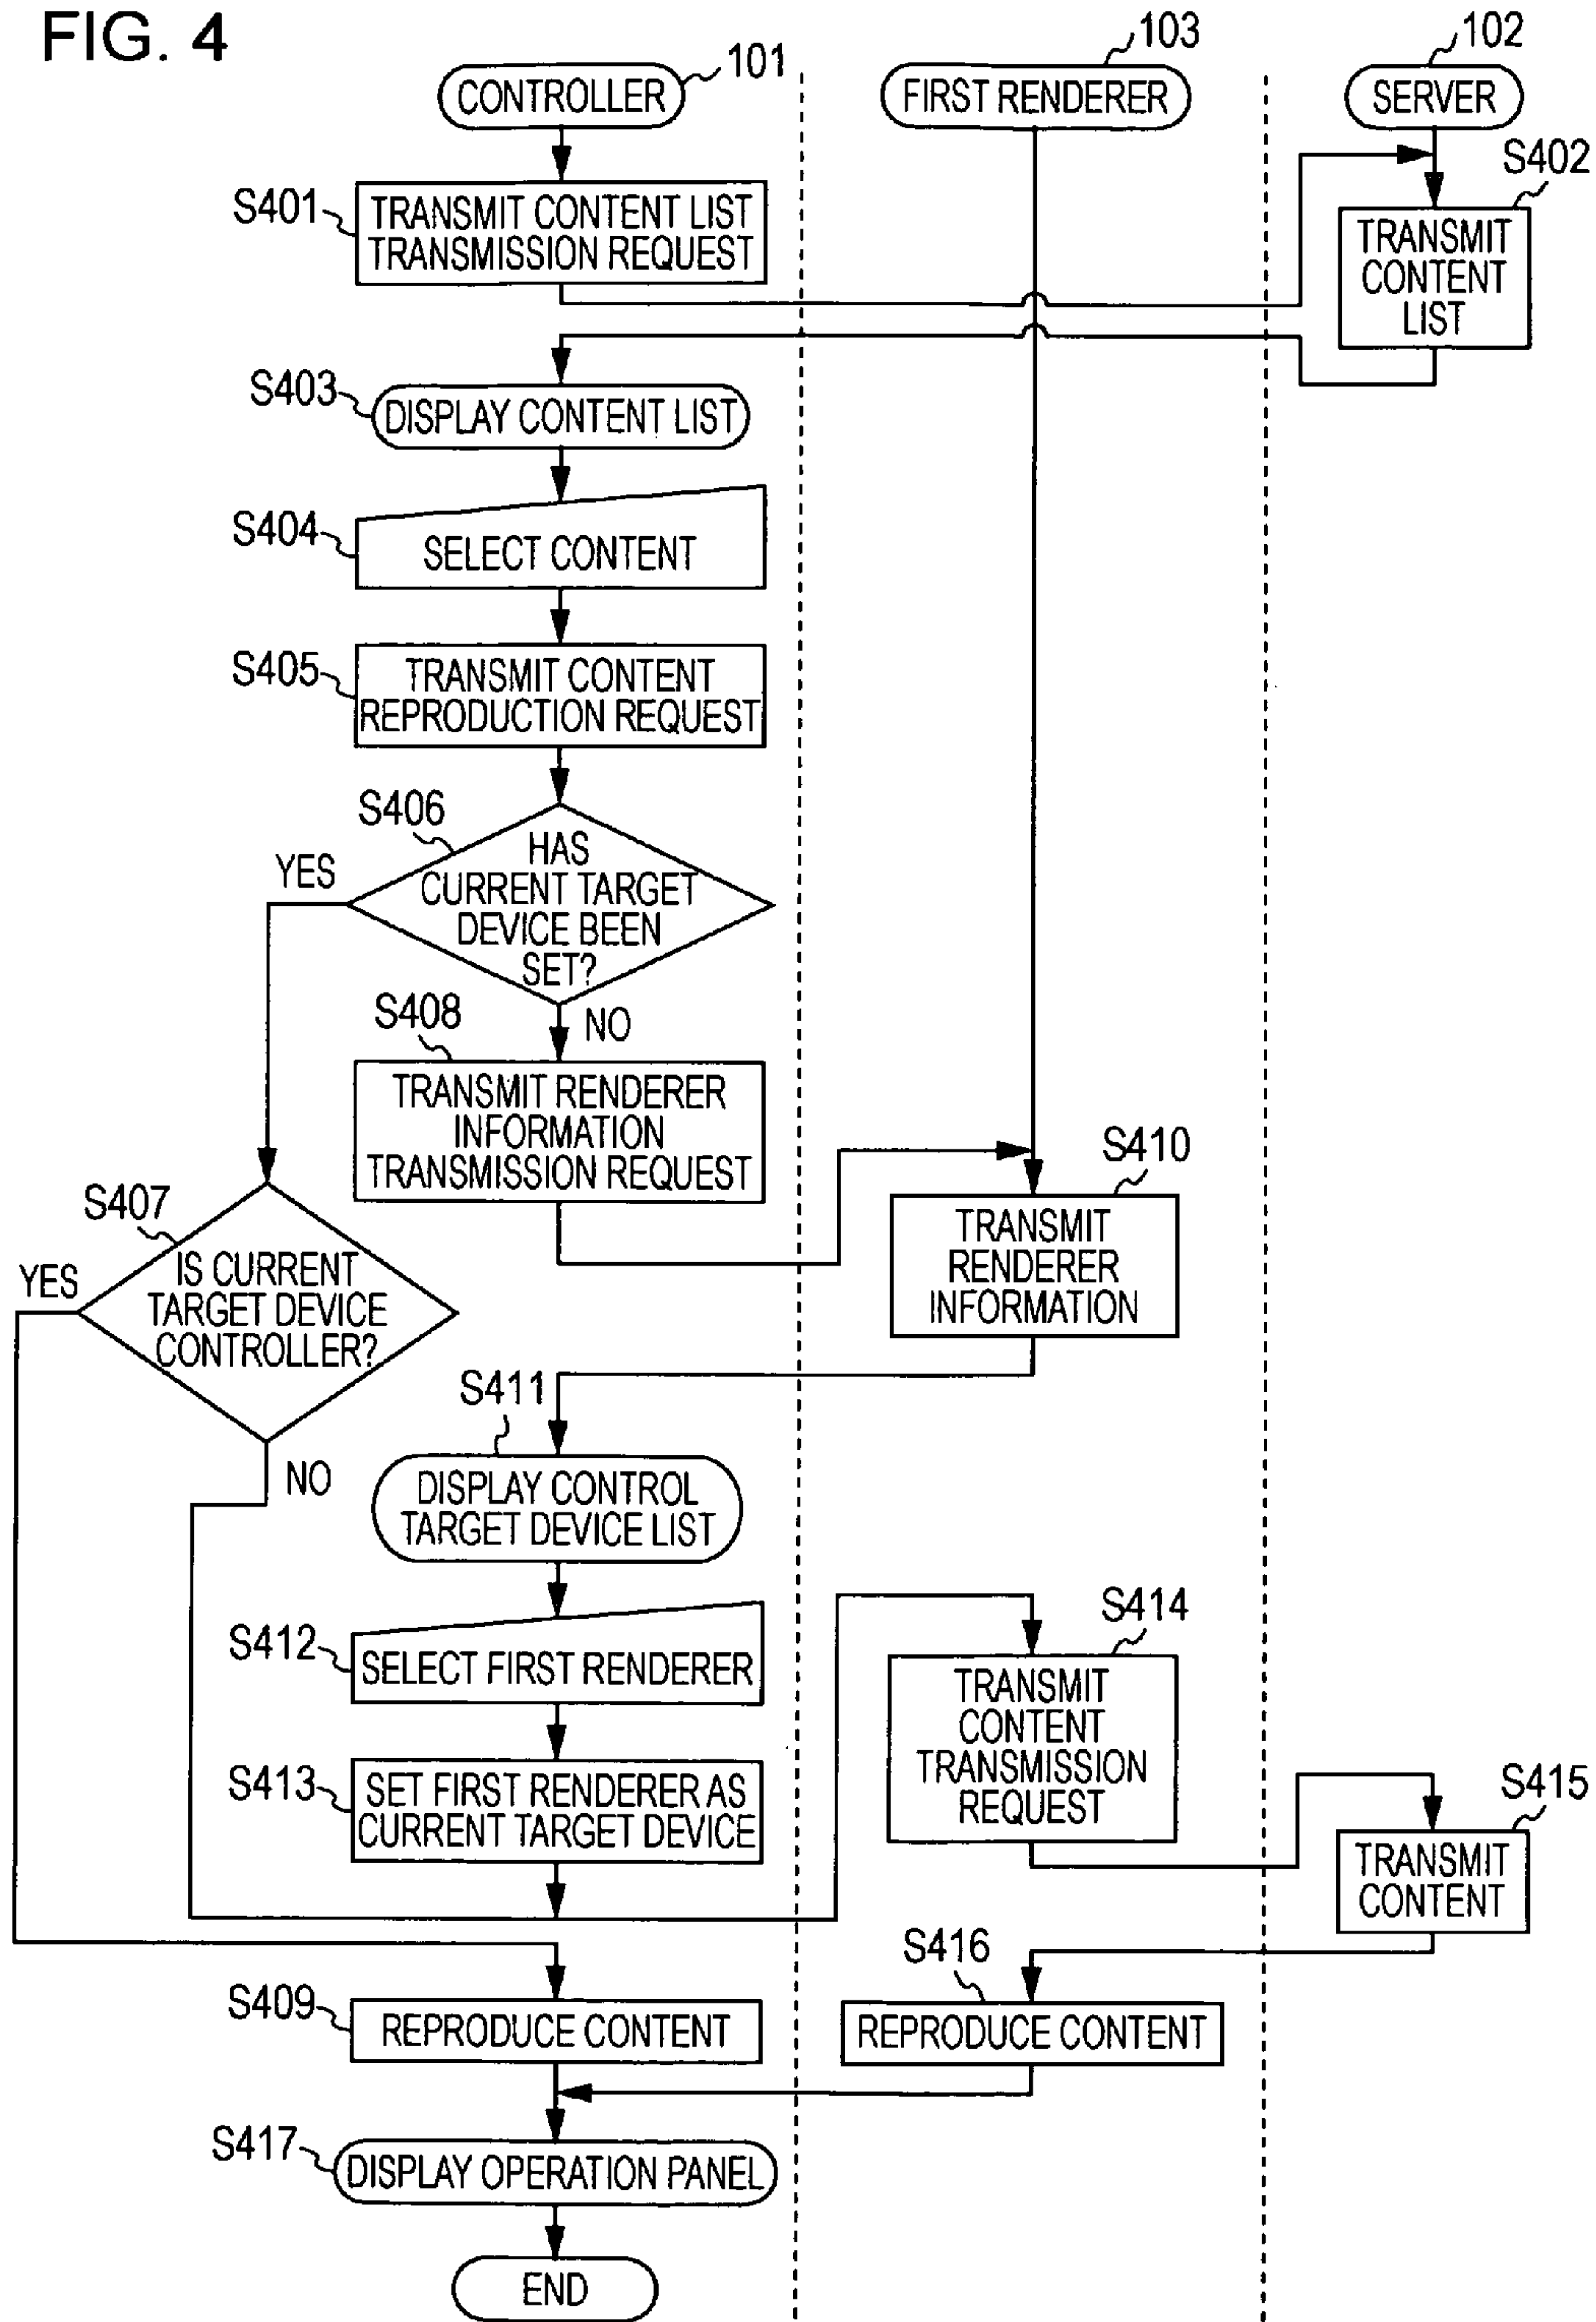 FIG. 4
CONTROLLER
101
FIRST RENDERER
103
SERVER
102
S401
TRANSMIT CONTENT LIST
TRANSMISSION REQUEST
S402
TRANSMIT
CONTENT
LIST
S403
DISPLAY CONTENT LIST
S404
SELECT CONTENT
S405
TRANSMIT CONTENT
REPRODUCTION REQUEST
S406
HAS
CURRENT TARGET
DEVICE BEEN
SET?
YES
NO
S408
TRANSMIT RENDERER
INFORMATION
TRANSMISSION REQUEST
S407
IS CURRENT
TARGET DEVICE
CONTROLLER?
YES
NO
S410
TRANSMIT
RENDERER
INFORMATION
S411
DISPLAY CONTROL
TARGET DEVICE LIST
S412
SELECT FIRST RENDERER
S413
SET FIRST RENDERER AS
CURRENT TARGET DEVICE
S414
TRANSMIT
CONTENT
TRANSMISSION
REQUEST
S415
TRANSMIT
CONTENT
S409
REPRODUCE CONTENT
S416
REPRODUCE CONTENT
S417
DISPLAY OPERATION PANEL
END